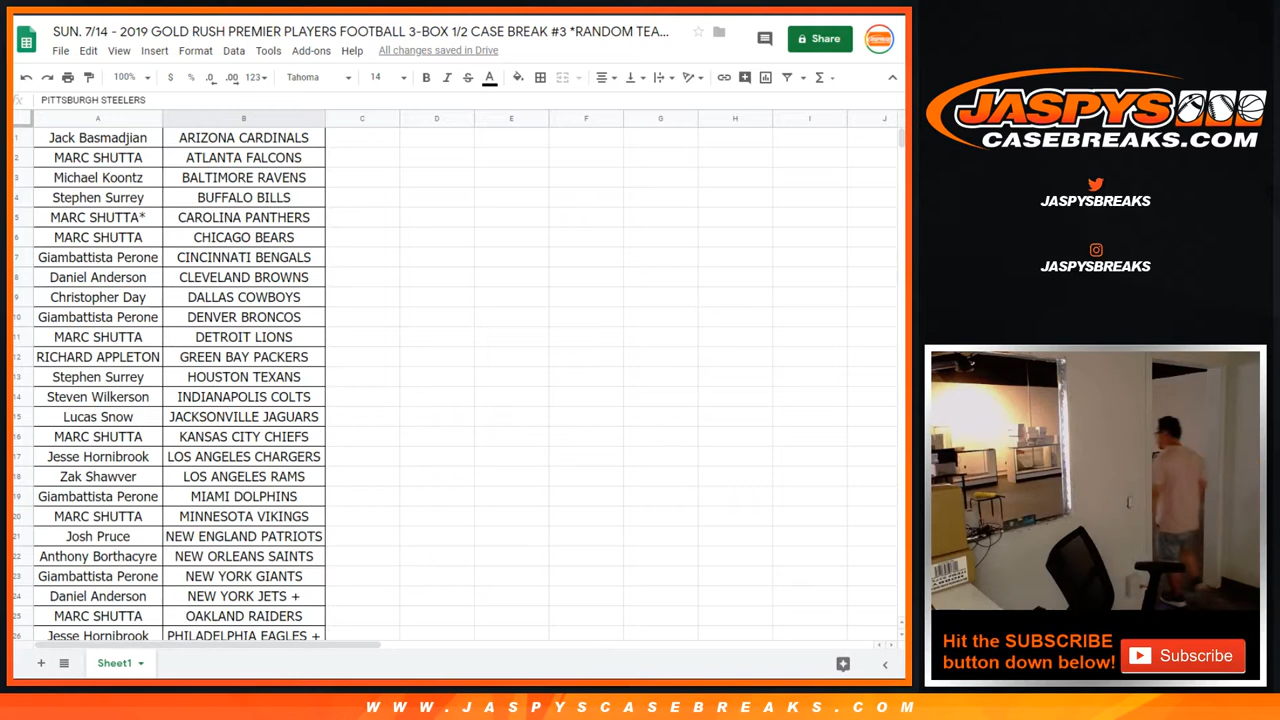 SUN. 7/14 - 2019 GOLD RUSH PREMIER PLAYERS FOOTBALL 3-BOX 1/2 CASE BREAK #3 *RANDOM TEA...
File Edit View Insert Format Data Tools Add-ons Help All changes saved in Drive
Share
100% $ % .0 .00 123 Tahoma 14 B I S A
fx PITTSBURGH STEELERS
A B C D E F G H I J
1 Jack Basmadjian ARIZONA CARDINALS
2 MARC SHUTTA ATLANTA FALCONS
3 Michael Koontz BALTIMORE RAVENS
4 Stephen Surrey BUFFALO BILLS
5 MARC SHUTTA* CAROLINA PANTHERS
6 MARC SHUTTA CHICAGO BEARS
7 Giambattista Perone CINCINNATI BENGALS
8 Daniel Anderson CLEVELAND BROWNS
9 Christopher Day DALLAS COWBOYS
10 Giambattista Perone DENVER BRONCOS
11 MARC SHUTTA DETROIT LIONS
12 RICHARD APPLETON GREEN BAY PACKERS
13 Stephen Surrey HOUSTON TEXANS
14 Steven Wilkerson INDIANAPOLIS COLTS
15 Lucas Snow JACKSONVILLE JAGUARS
16 MARC SHUTTA KANSAS CITY CHIEFS
17 Jesse Hornibrook LOS ANGELES CHARGERS
18 Zak Shawver LOS ANGELES RAMS
19 Giambattista Perone MIAMI DOLPHINS
20 MARC SHUTTA MINNESOTA VIKINGS
21 Josh Pruce NEW ENGLAND PATRIOTS
22 Anthony Borthacyre NEW ORLEANS SAINTS
23 Giambattista Perone NEW YORK GIANTS
24 Daniel Anderson NEW YORK JETS +
25 MARC SHUTTA OAKLAND RAIDERS
26 Jesse Hornibrook PHILADELPHIA EAGLES +
Sheet1
JASPYS
CASEBREAKS.COM
JASPYSBREAKS
JASPYSBREAKS
Hit the SUBSCRIBE
button down below!
Subscribe
WWW.JASPYSCASEBREAKS.COM